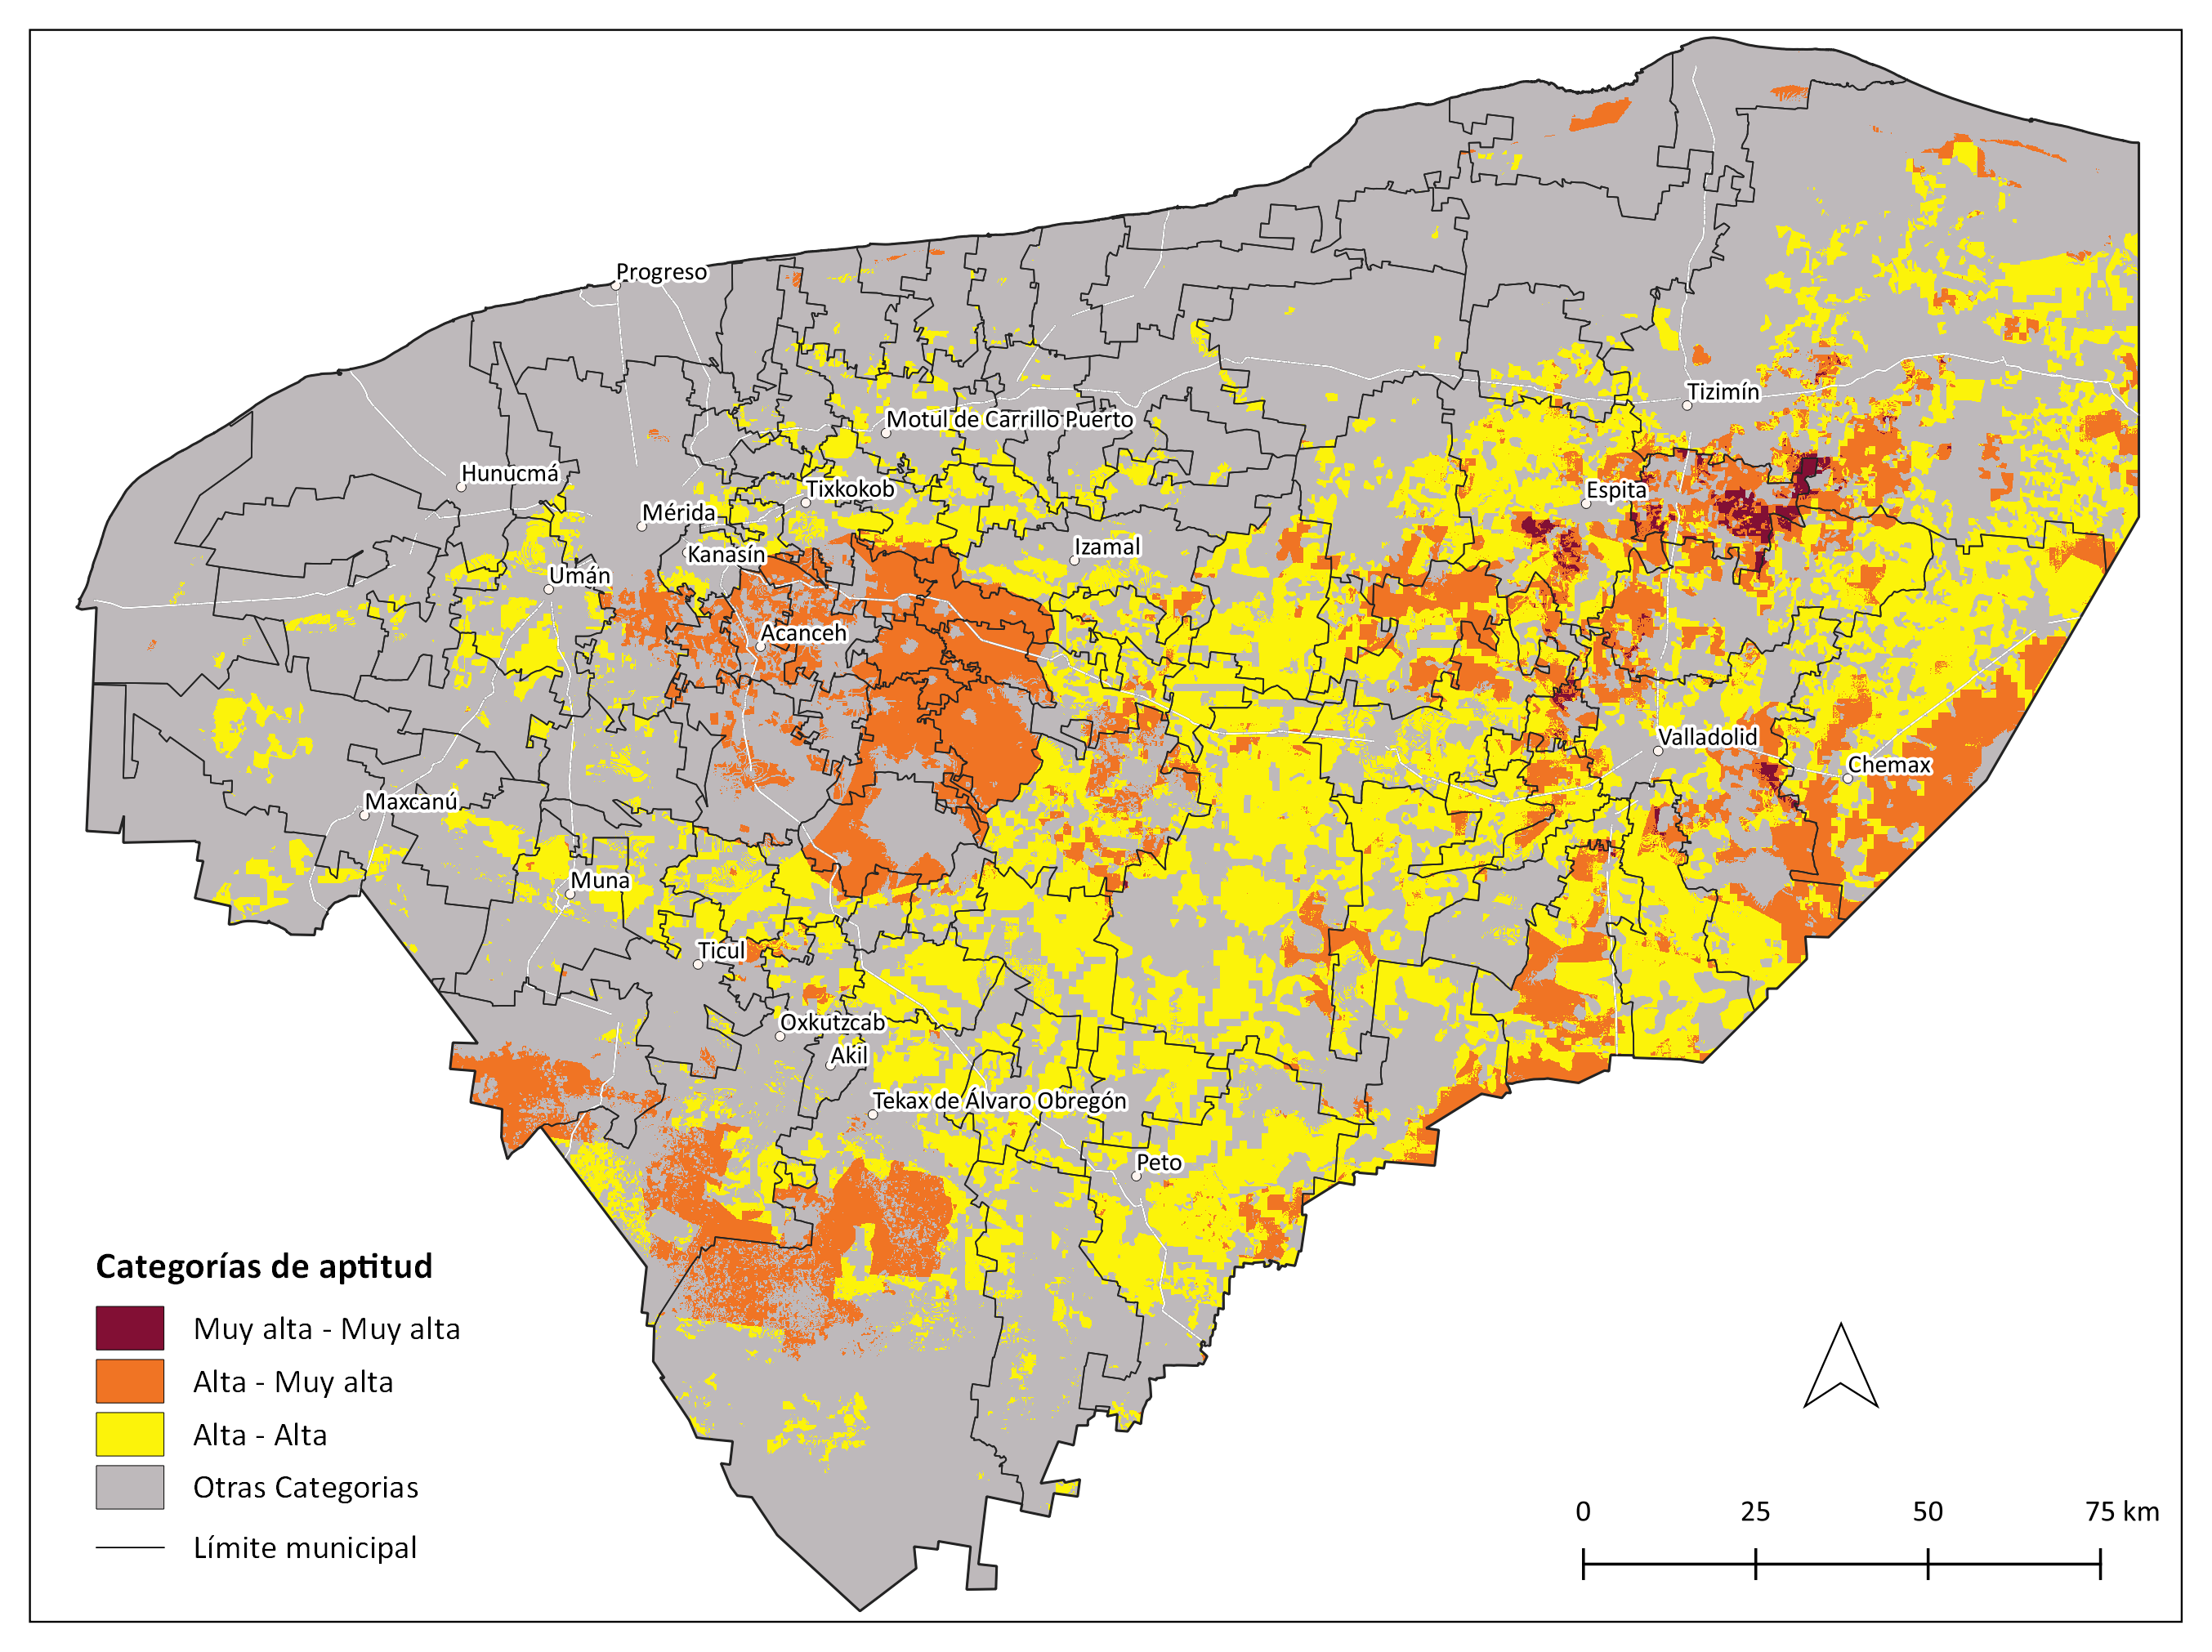 Progreso
Tizimín
Motul de Carrillo Puerto
Hunucmá
Tixkokob
Espita
Mérida
Kanasín
Izamal
Umán
Acanceh
Valladolid
Chemax
Maxcanú
Muna
Ticul
Oxkutzcab
Akil
Tekax de Álvaro Obregón
Peto
Categorías de aptitud
Muy alta - Muy alta
Alta - Muy alta
Alta - Alta
Otras Categorias
Límite municipal
0 25 50 75 km